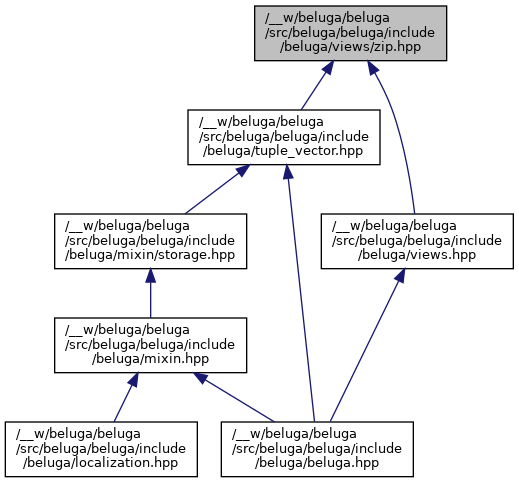 /__w/beluga/beluga
/src/beluga/beluga/include
/beluga/views/zip.hpp
/__w/beluga/beluga
/src/beluga/beluga/include
/beluga/tuple_vector.hpp
/__w/beluga/beluga
/src/beluga/beluga/include
/beluga/mixin/storage.hpp
/__w/beluga/beluga
/src/beluga/beluga/include
/beluga/views.hpp
/__w/beluga/beluga
/src/beluga/beluga/include
/beluga/mixin.hpp
/__w/beluga/beluga
/src/beluga/beluga/include
/beluga/localization.hpp
/__w/beluga/beluga
/src/beluga/beluga/include
/beluga/beluga.hpp